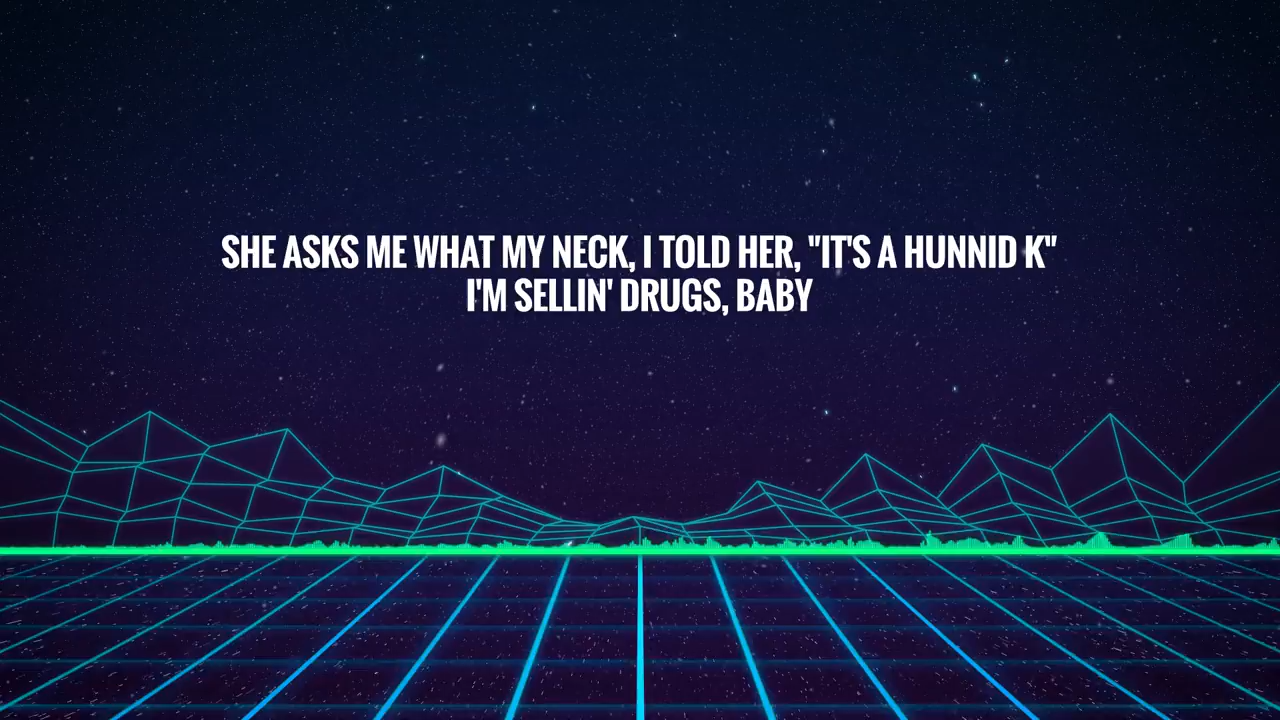 SHE ASKS ME WHAT MY NECK, I TOLD HER, "IT'S A HUNNID K"
I'M SELLIN' DRUGS, BABY